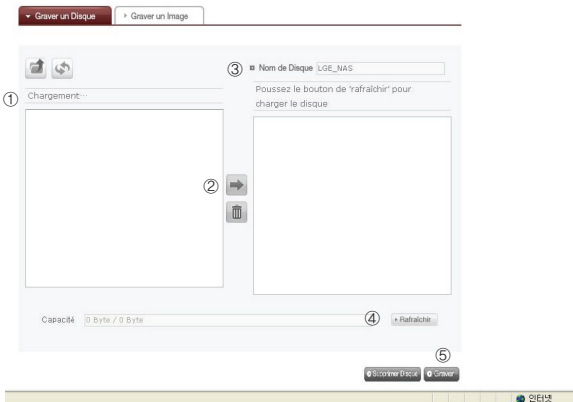 Graver un Disque
Graver un Image
③ Nom de Disque LGE_NAS
① Chargement...
Poussez le bouton de 'rafraîchir' pour
charger le disque
②
Capacité 0 Byte / 0 Byte
④ Rafraîchir
⑤
Supprimer Disque Graver
인터넷